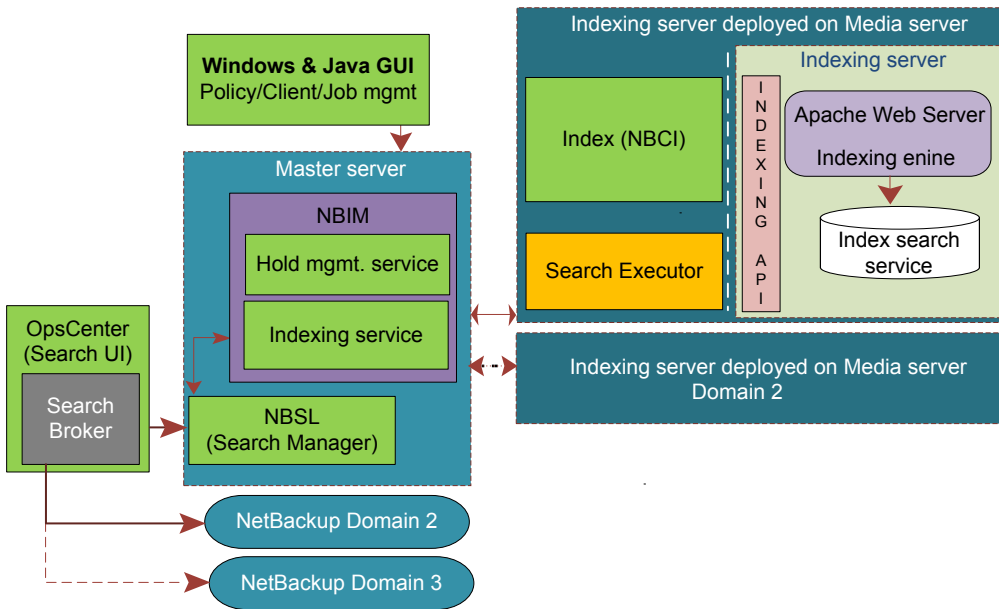 Windows & Java GUI
Policy/Client/Job mgmt
Master server
NBIM
Hold mgmt. service
Indexing service
NBSL
(Search Manager)
OpsCenter
(Search UI)
Search
Broker
NetBackup Domain 2
NetBackup Domain 3
Indexing server deployed on Media server
Index (NBCI)
Search Executor
Indexing server
INDEXING API
Apache Web Server
Indexing enine
Index search
service
Indexing server deployed on Media server
Domain 2